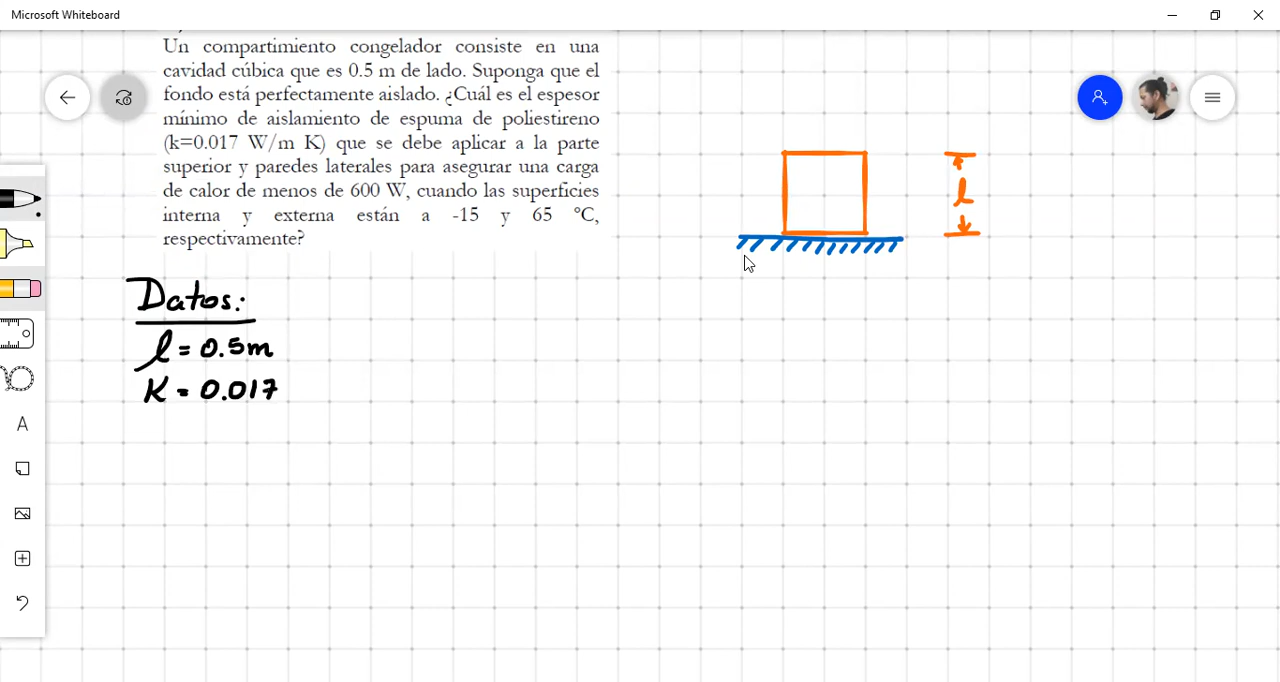 Microsoft Whiteboard
Un compartimiento congelador consiste en una
cavidad cúbica que es 0.5 m de lado. Suponga que el
fondo está perfectamente aislado. ¿Cuál es el espesor
mínimo de aislamiento de espuma de poliestireno
(k=0.017 W/m K) que se debe aplicar a la parte
superior y paredes laterales para asegurar una carga
de calor de menos de 600 W, cuando las superficies
interna y externa están a -15 y 65 °C,
respectivamente?
l
Datos:
l = 0.5m
K = 0.017
A